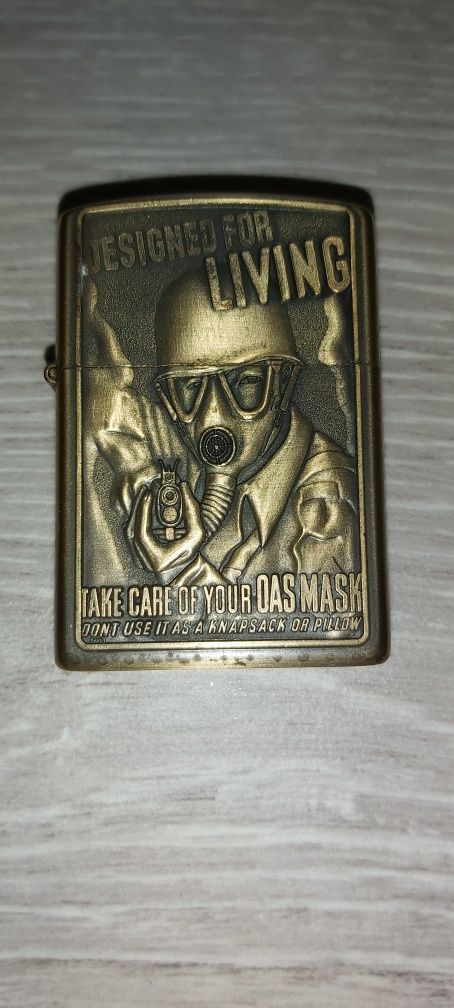 DESIGNED FOR
LIVING
TAKE CARE OF YOUR OAS MASK
DONT USE IT AS A KNAPSACK OR PILLOW